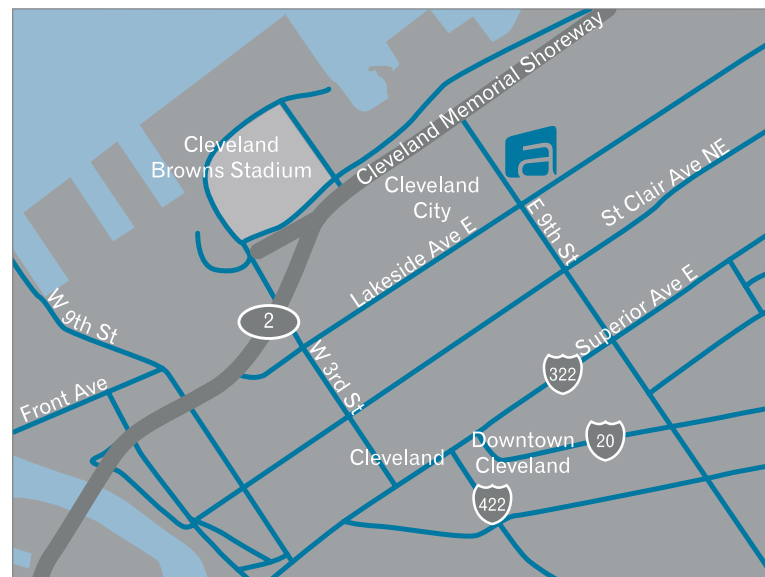 Cleveland Memorial Shoreway
Cleveland
Browns Stadium
Cleveland
City
St Clair Ave NE
E 9th St
Lakeside Ave E
W 9th St
2
Superior Ave E
W 3rd St
322
Front Ave
20
Downtown
Cleveland
Cleveland
422